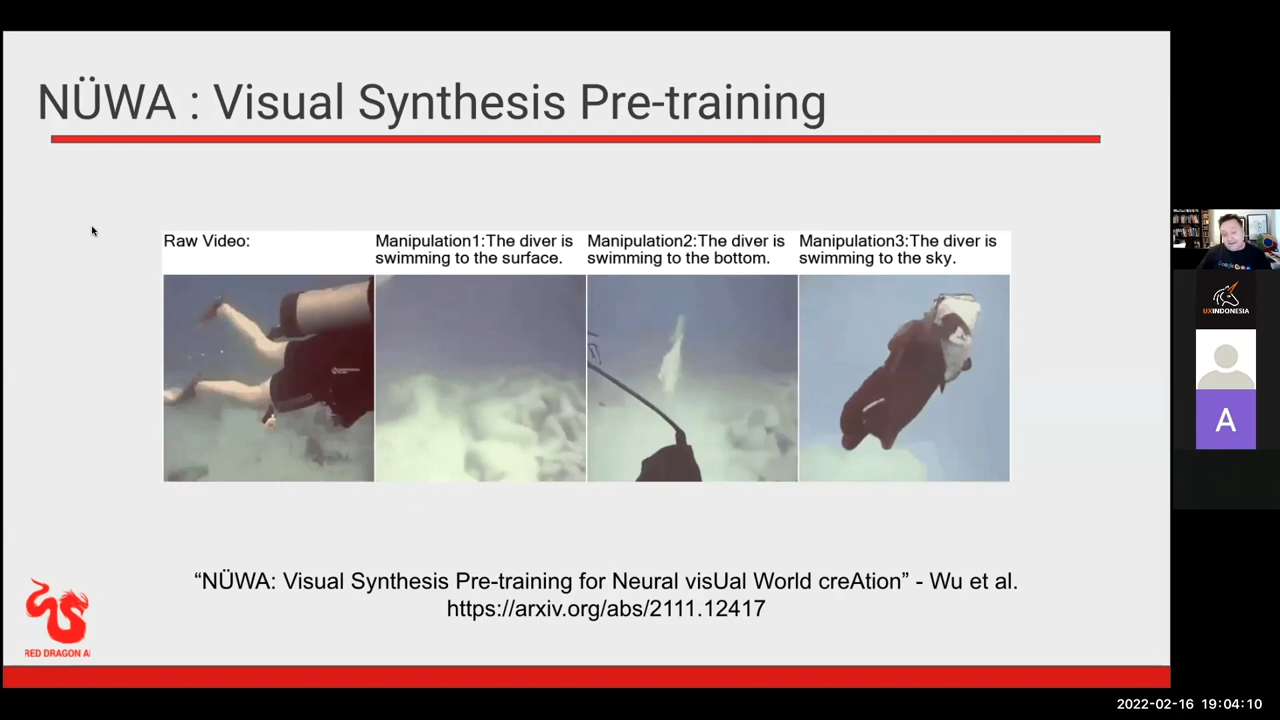 NÜWA : Visual Synthesis Pre-training
Raw Video:
Manipulation1:The diver is
swimming to the surface.
Manipulation2:The diver is
swimming to the bottom.
Manipulation3:The diver is
swimming to the sky.
“NÜWA: Visual Synthesis Pre-training for Neural visUal World creAtion” - Wu et al.
https://arxiv.org/abs/2111.12417
RED DRAGON A
UXINDONESIA
A
2022-02-16 19:04:10